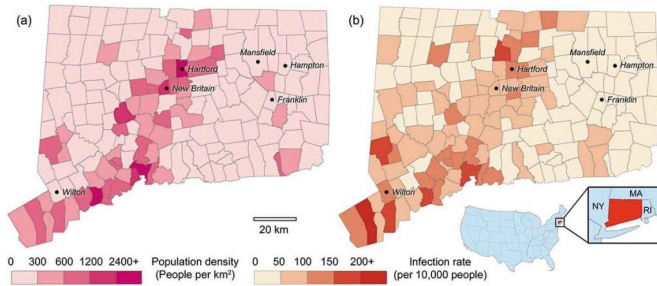 (a)
Mansfield
Hartford
Hampton
New Britain
Franklin
Wilton
20 km
0 300 600 1200 2400+
Population density
(People per km²)
(b)
Mansfield
Hartford
Hampton
New Britain
Franklin
Wilton
NY
MA
RI
0 50 100 150 200+
Infection rate
(per 10,000 people)